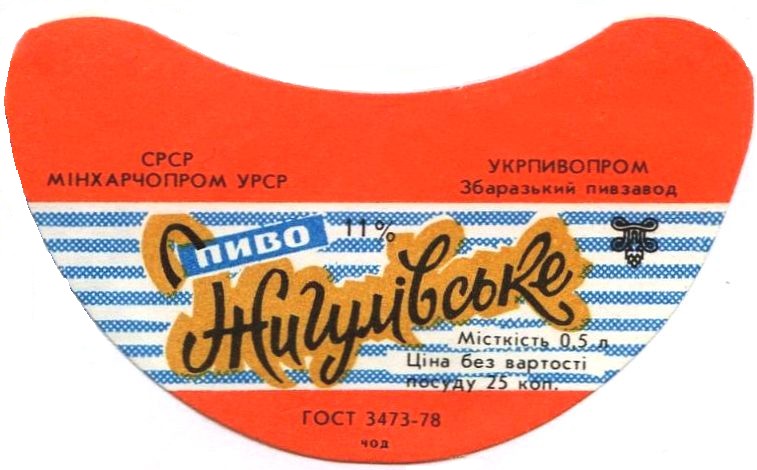 СРСР
МІНХАРЧОПРОМ УРСР
УКРПИВОПРОМ
Збаразький пивзавод
ПИВО 11%
Жигулівське
Місткість 0,5 л
Ціна без вартості
посуду 25 коп.
ГОСТ 3473-78
ЧОД